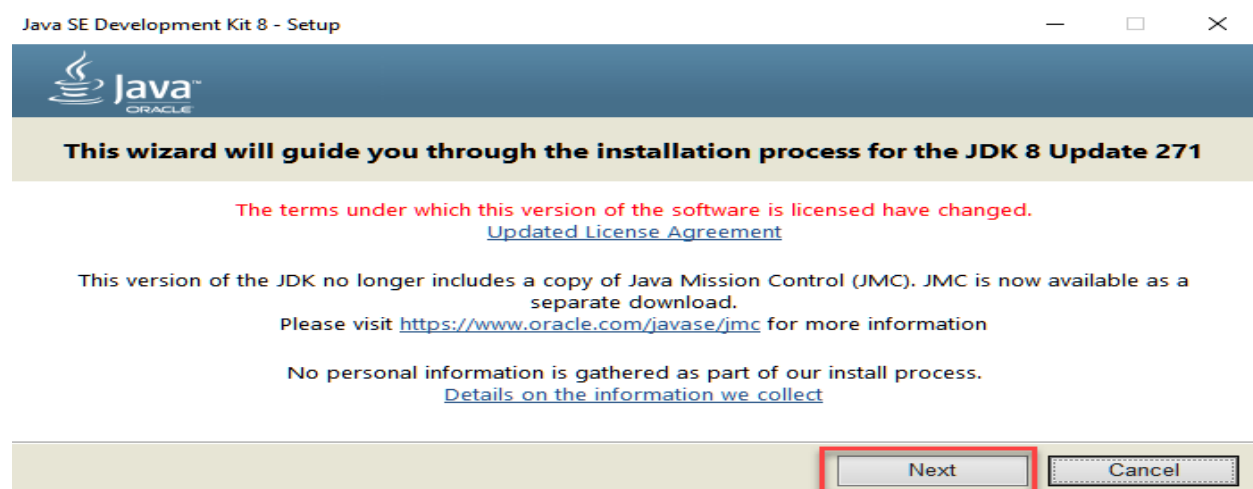 Java SE Development Kit 8 - Setup
Java™
ORACLE
This wizard will guide you through the installation process for the JDK 8 Update 271
The terms under which this version of the software is licensed have changed.
Updated License Agreement
This version of the JDK no longer includes a copy of Java Mission Control (JMC). JMC is now available as a
separate download.
Please visit https://www.oracle.com/javase/jmc for more information
No personal information is gathered as part of our install process.
Details on the information we collect
Next
Cancel